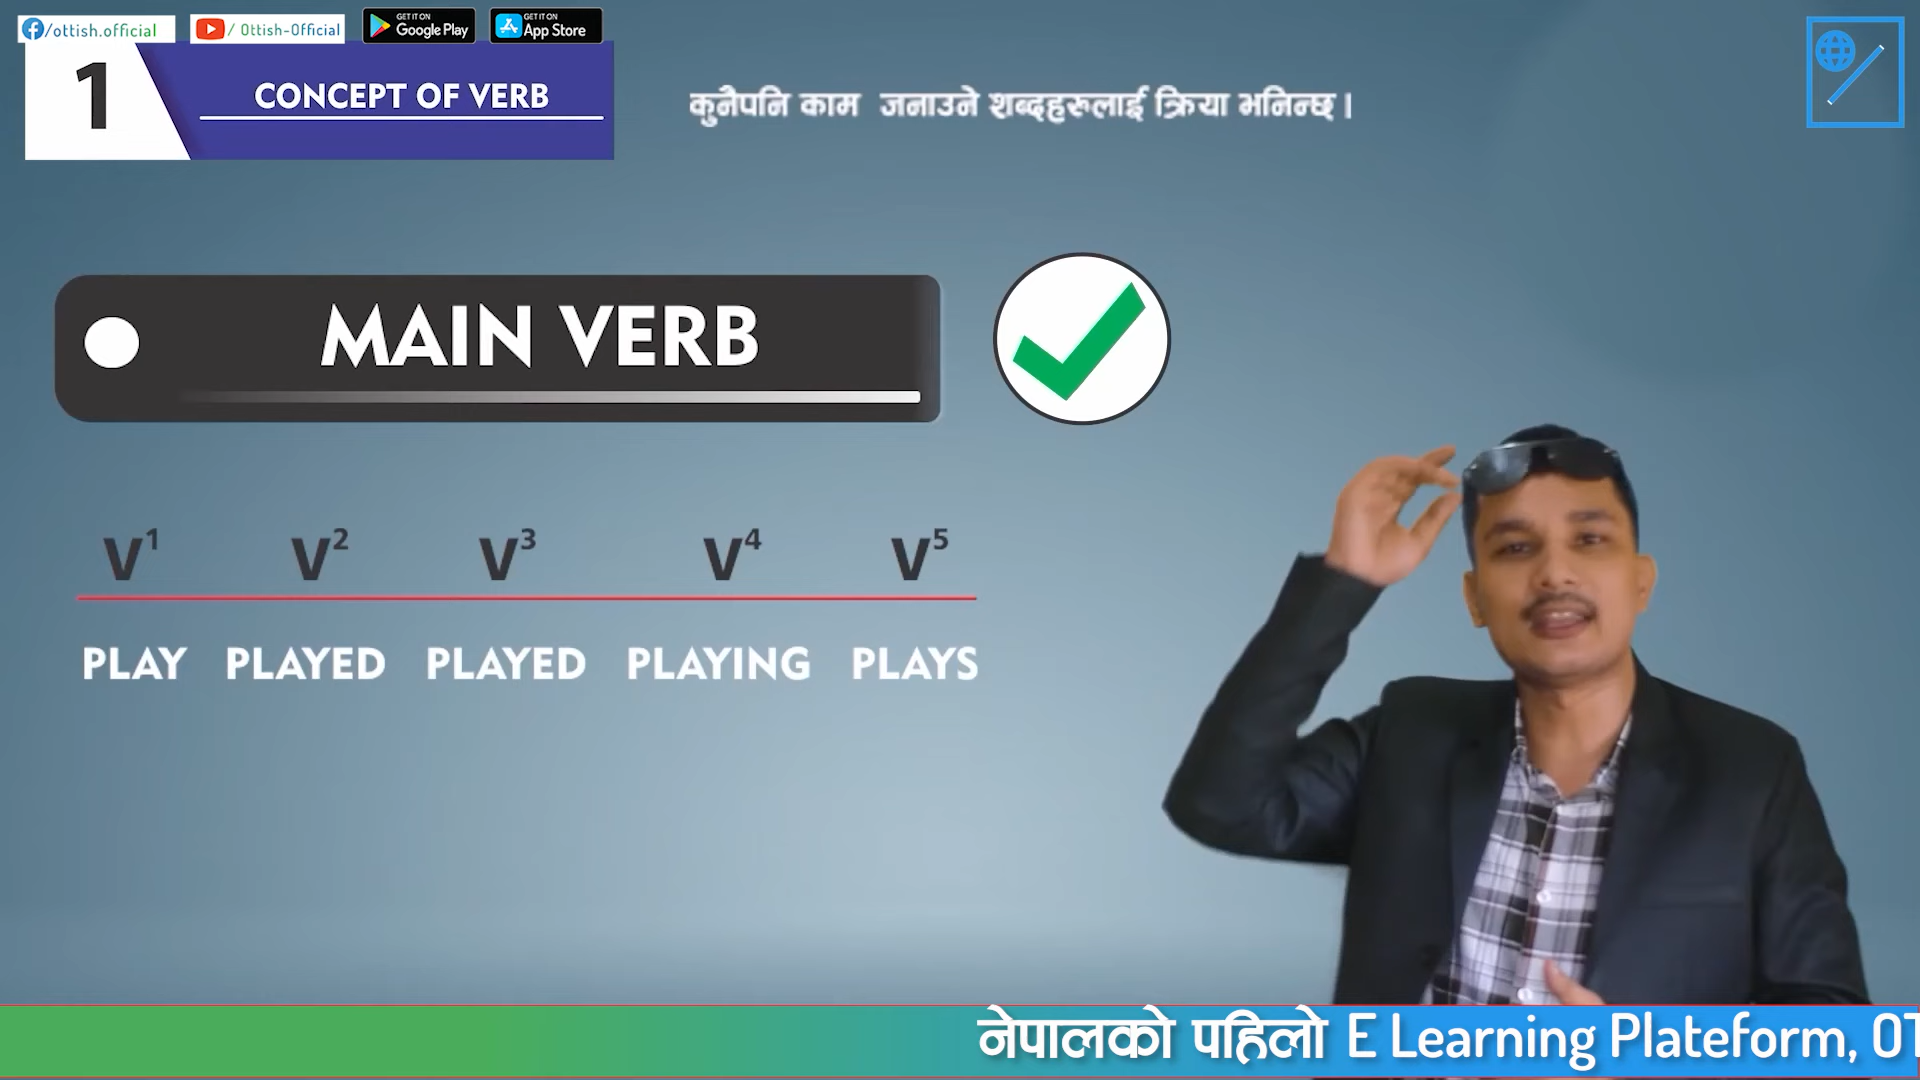 /ottish.official / Ottish-Official GET IT ON Google Play GET IT ON App Store
1 CONCEPT OF VERB
कुनैपनि काम जनाउने शब्दहरुलाई क्रिया भनिन्छ।
MAIN VERB
V¹ V² V³ V⁴ V⁵
PLAY PLAYED PLAYED PLAYING PLAYS
नेपालको पहिलो E Learning Plateform, OT